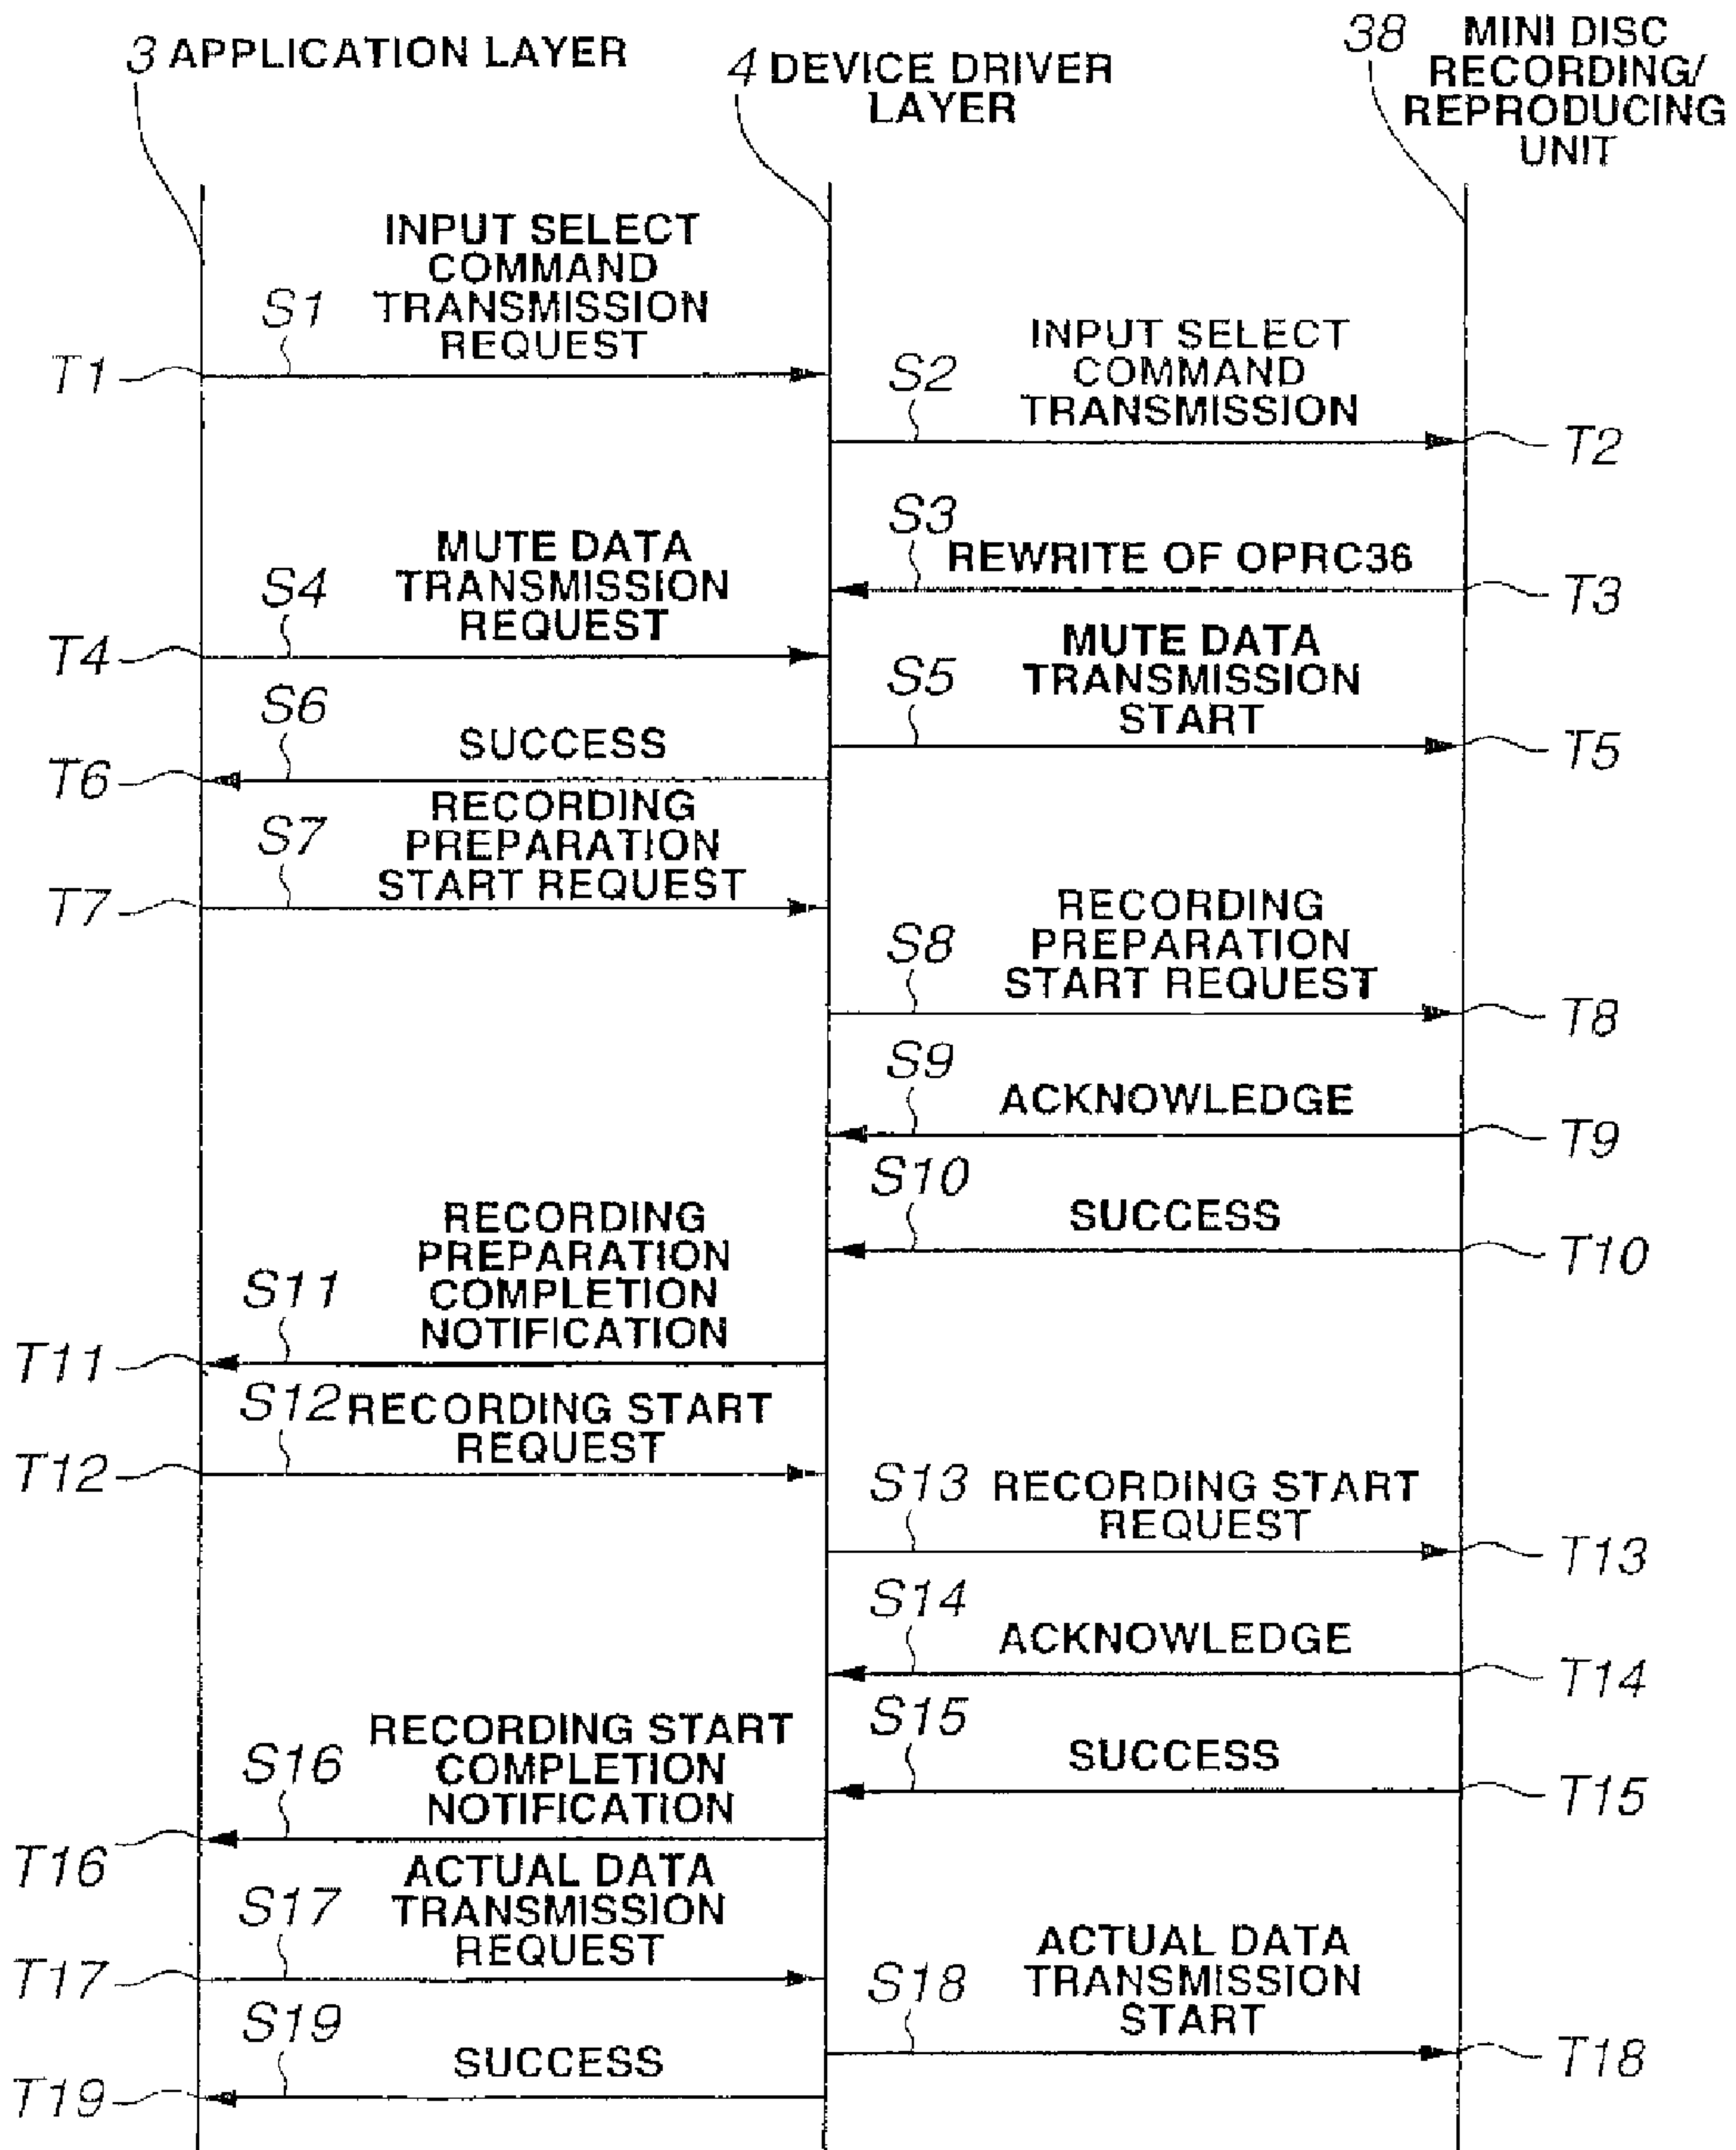 3 APPLICATION LAYER
4 DEVICE DRIVER
LAYER
38 MINI DISC
RECORDING/
REPRODUCING
UNIT
S1
INPUT SELECT
COMMAND
TRANSMISSION
REQUEST
T1
S2
INPUT SELECT
COMMAND
TRANSMISSION
T2
S3
REWRITE OF OPRC36
T3
S4
MUTE DATA
TRANSMISSION
REQUEST
T4
S5
MUTE DATA
TRANSMISSION
START
T5
S6
SUCCESS
T6
S7
RECORDING
PREPARATION
START REQUEST
T7
S8
RECORDING
PREPARATION
START REQUEST
T8
S9
ACKNOWLEDGE
T9
S10
SUCCESS
T10
S11
RECORDING
PREPARATION
COMPLETION
NOTIFICATION
T11
S12 RECORDING START
REQUEST
T12
S13 RECORDING START
REQUEST
T13
S14
ACKNOWLEDGE
T14
S15
SUCCESS
T15
S16
RECORDING START
COMPLETION
NOTIFICATION
T16
S17
ACTUAL DATA
TRANSMISSION
REQUEST
T17
S18
ACTUAL DATA
TRANSMISSION
START
T18
S19
SUCCESS
T19